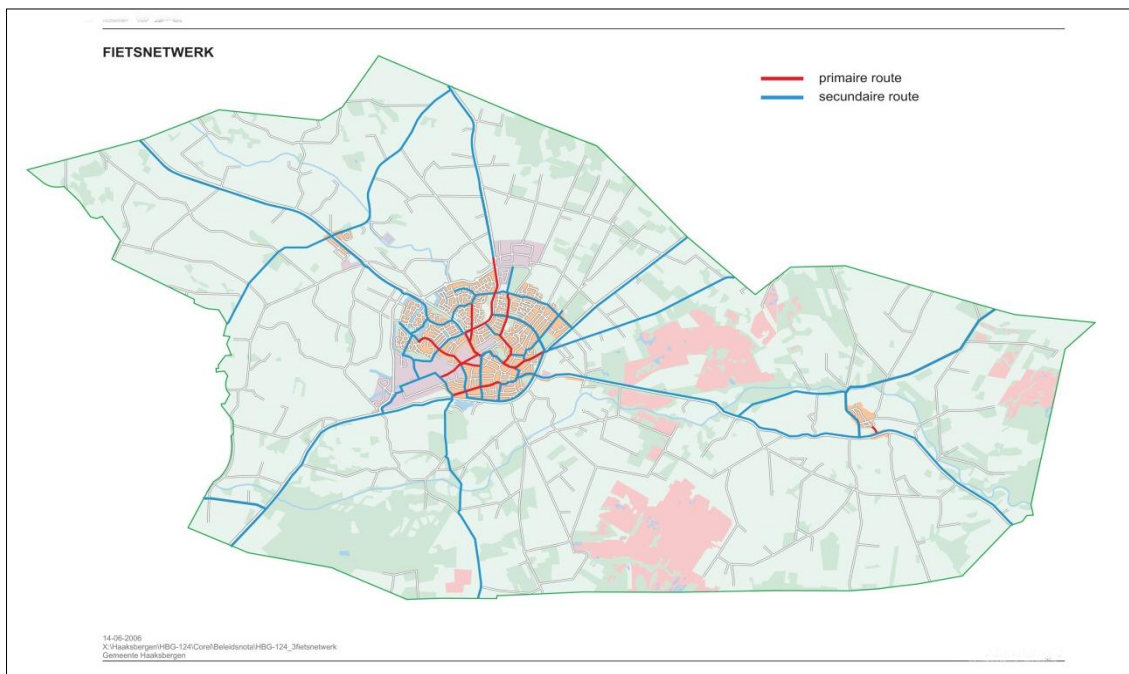 FIETSNETWERK
primaire route
secundaire route
14-06-2006
X:\Haaksbergen\HBG-124\Corel\Beleidsnota\HBG-124_3fietsnetwerk
Gemeente Haaksbergen